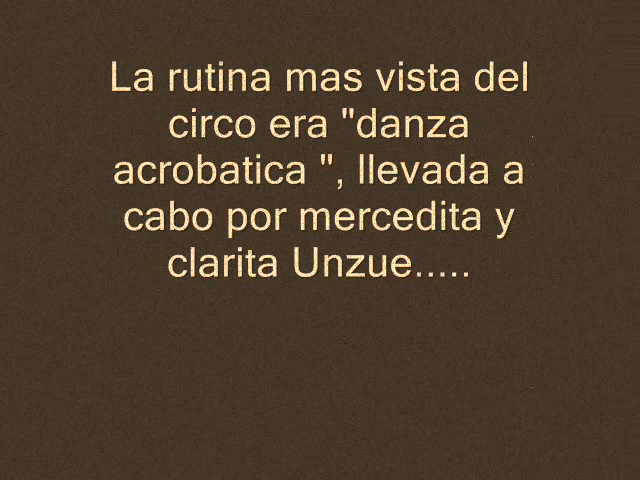 La rutina mas vista del
circo era "danza
acrobatica ", llevada a
cabo por mercedita y
clarita Unzue.....